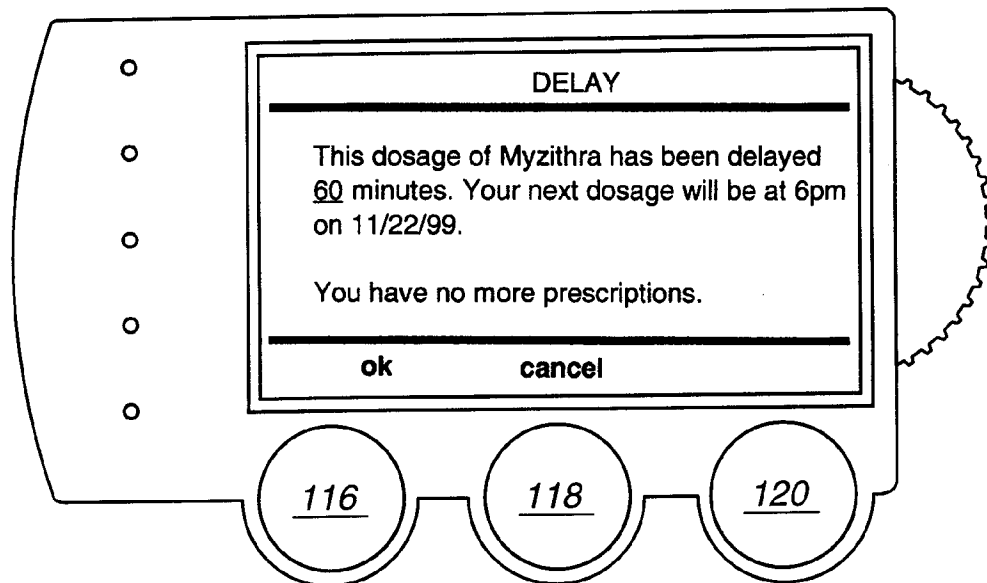 DELAY
This dosage of Myzithra has been delayed
60 minutes. Your next dosage will be at 6pm
on 11/22/99.
You have no more prescriptions.
ok cancel
116 118 120